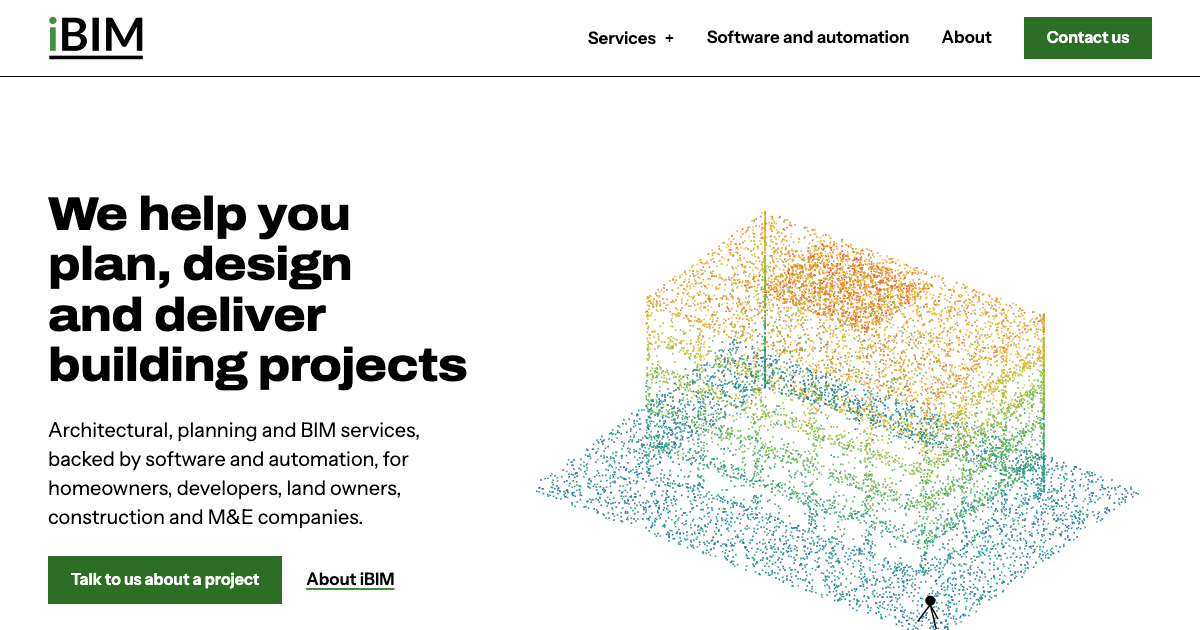 iBIM
Services +
Software and automation
About
Contact us
We help you
plan, design
and deliver
building projects
Architectural, planning and BIM services,
backed by software and automation, for
homeowners, developers, land owners,
construction and M&E companies.
Talk to us about a project
About iBIM